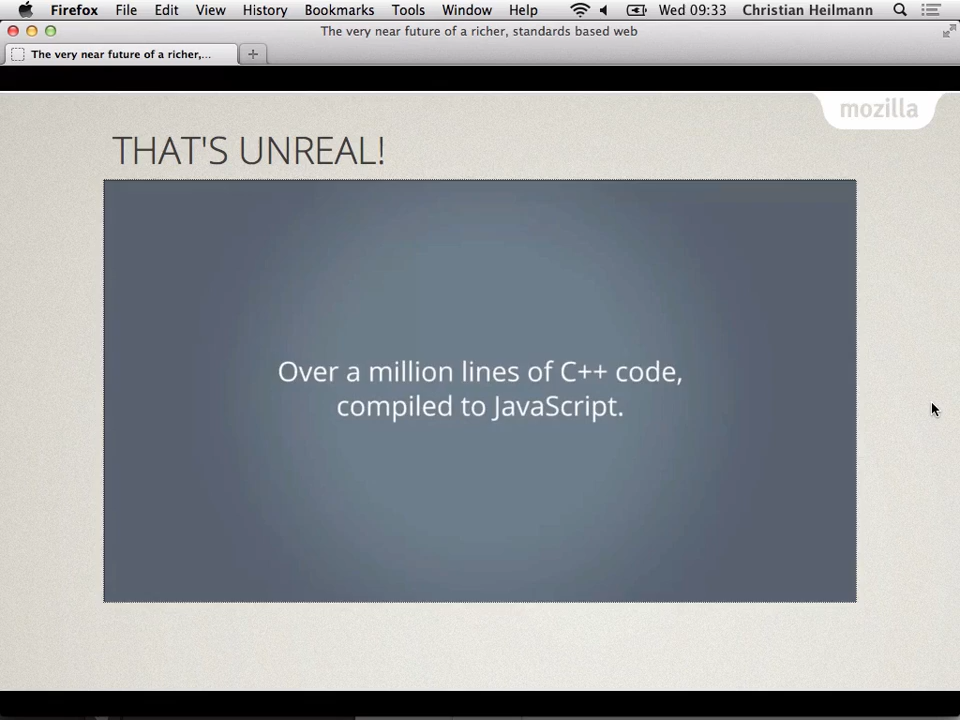 Firefox File Edit View History Bookmarks Tools Window Help Wed 09:33 Christian Heilmann
The very near future of a richer, standards based web
The very near future of a richer,...
mozilla
THAT'S UNREAL!
Over a million lines of C++ code,
compiled to JavaScript.